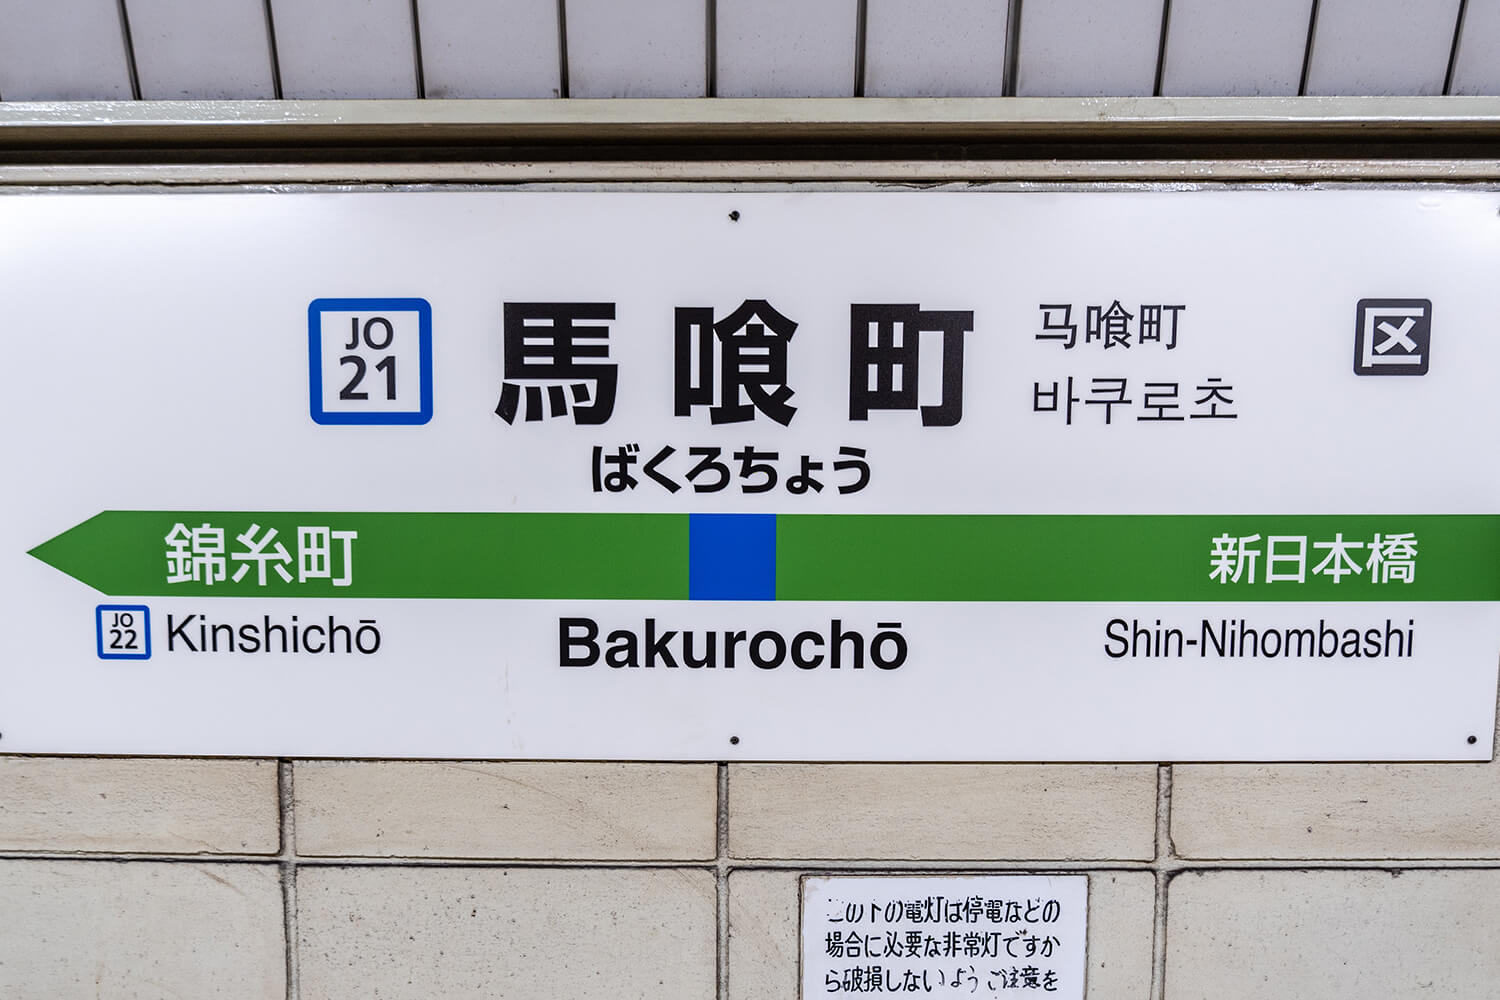 JO
21
馬喰町
马喰町
바쿠로초
区
ばくろちょう
錦糸町
新日本橋
JO
22
Kinshichō
Bakurochō
Shin-Nihombashi
この下の電灯は停電などの
場合に必要な非常灯ですか
ら破損しないようご注意を